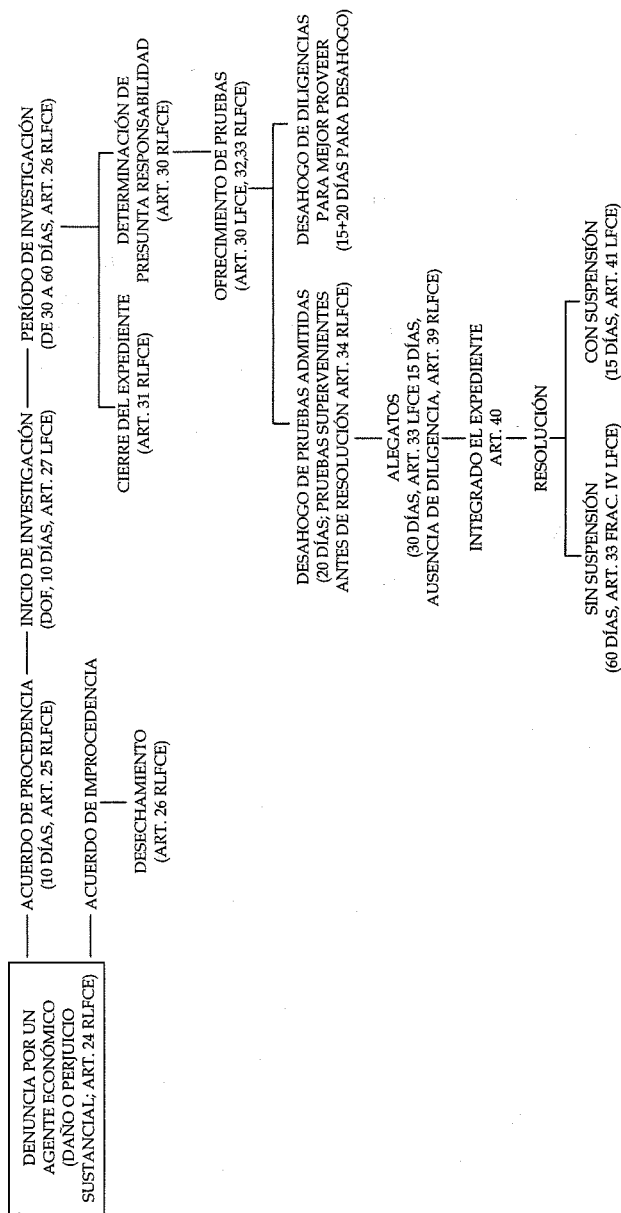 DENUNCIA POR UN
AGENTE ECONÓMICO
(DAÑO O PERJUICIO
SUSTANCIAL; ART. 24 RLFCE)
ACUERDO DE PROCEDENCIA
(10 DÍAS, ART. 25 RLFCE)
INICIO DE INVESTIGACIÓN
(DOF, 10 DÍAS, ART. 27 LFCE)
PERÍODO DE INVESTIGACIÓN
(DE 30 A 60 DÍAS, ART. 26 RLFCE)
ACUERDO DE IMPROCEDENCIA
DESECHAMIENTO
(ART. 26 RLFCE)
CIERRE DEL EXPEDIENTE
(ART. 31 RLFCE)
DETERMINACIÓN DE
PRESUNTA RESPONSABILIDAD
(ART. 30 RLFCE)
OFRECIMIENTO DE PRUEBAS
(ART. 30 LFCE, 32,33 RLFCE)
DESAHOGO DE PRUEBAS ADMITIDAS
(20 DÍAS; PRUEBAS SUPERVENIENTES
ANTES DE RESOLUCIÓN ART. 34 RLFCE)
DESAHOGO DE DILIGENCIAS
PARA MEJOR PROVEER
(15+20 DÍAS PARA DESAHOGO)
ALEGATOS
(30 DÍAS, ART. 33 LFCE 15 DÍAS,
AUSENCIA DE DILIGENCIA, ART. 39 RLFCE)
INTEGRADO EL EXPEDIENTE
ART. 40
RESOLUCIÓN
SIN SUSPENSIÓN
(60 DÍAS, ART. 33 FRAC. IV LFCE)
CON SUSPENSIÓN
(15 DÍAS, ART. 41 LFCE)